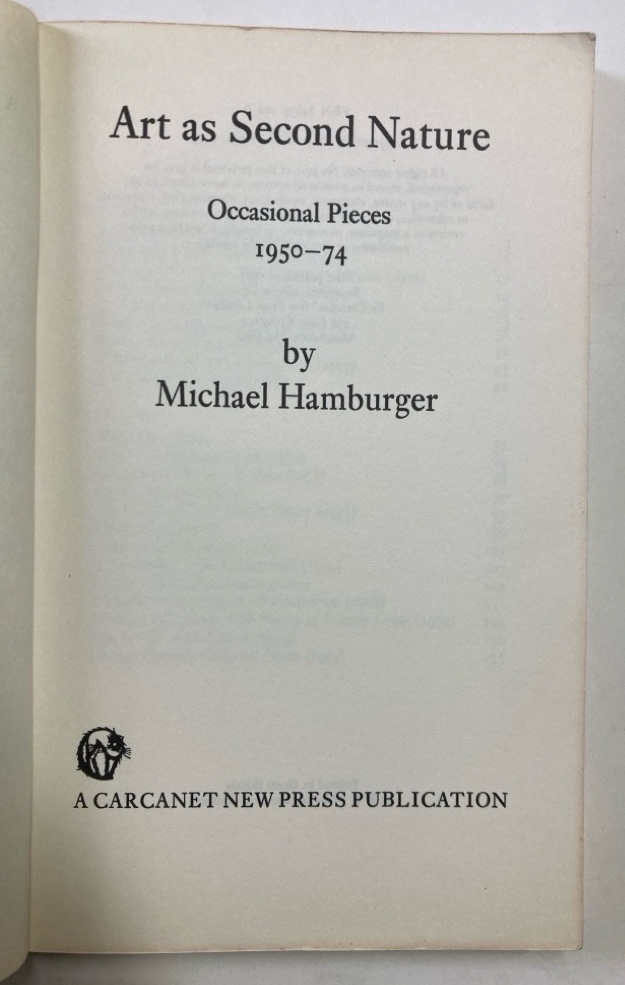 Art as Second Nature
Occasional Pieces
1950–74
by
Michael Hamburger
A CARCANET NEW PRESS PUBLICATION